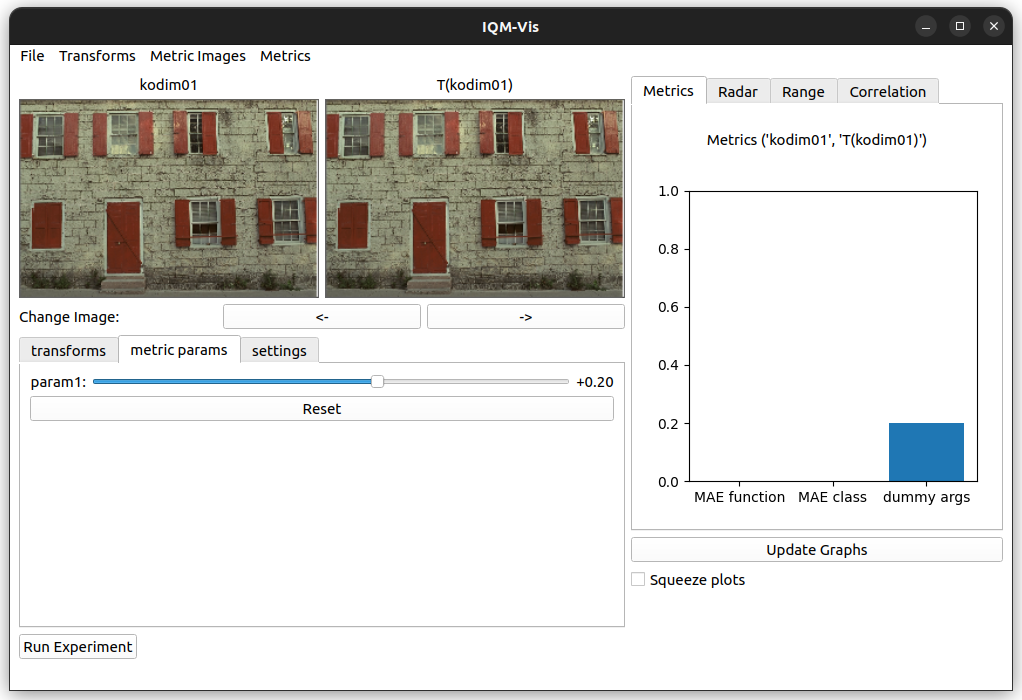 IQM-Vis
File Transforms Metric Images Metrics
kodim01 T(kodim01)
Change Image: <- ->
transforms metric params settings
param1: +0.20
Reset
Run Experiment
Metrics Radar Range Correlation
Metrics ('kodim01', 'T(kodim01)')
1.0
0.8
0.6
0.4
0.2
0.0
MAE function MAE class dummy args
Update Graphs
Squeeze plots